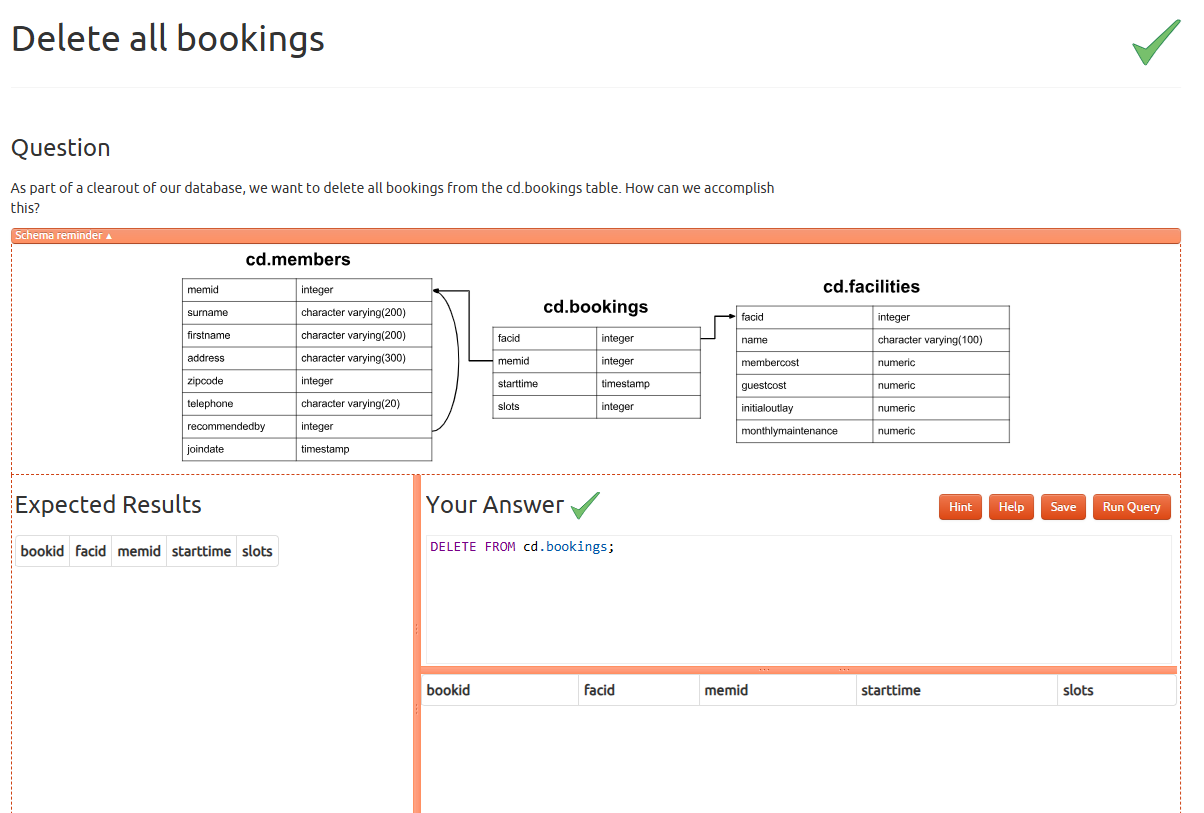 Delete all bookings
Question
As part of a clearout of our database, we want to delete all bookings from the cd.bookings table. How can we accomplish
this?
Schema reminder ▴
cd.members
memid integer
surname character varying(200)
firstname character varying(200)
address character varying(300)
zipcode integer
telephone character varying(20)
recommendedby integer
joindate timestamp
cd.bookings
facid integer
memid integer
starttime timestamp
slots integer
cd.facilities
facid integer
name character varying(100)
membercost numeric
guestcost numeric
initialoutlay numeric
monthlymaintenance numeric
Expected Results
bookid facid memid starttime slots
Your Answer
Hint Help Save Run Query
DELETE FROM cd.bookings;
bookid facid memid starttime slots